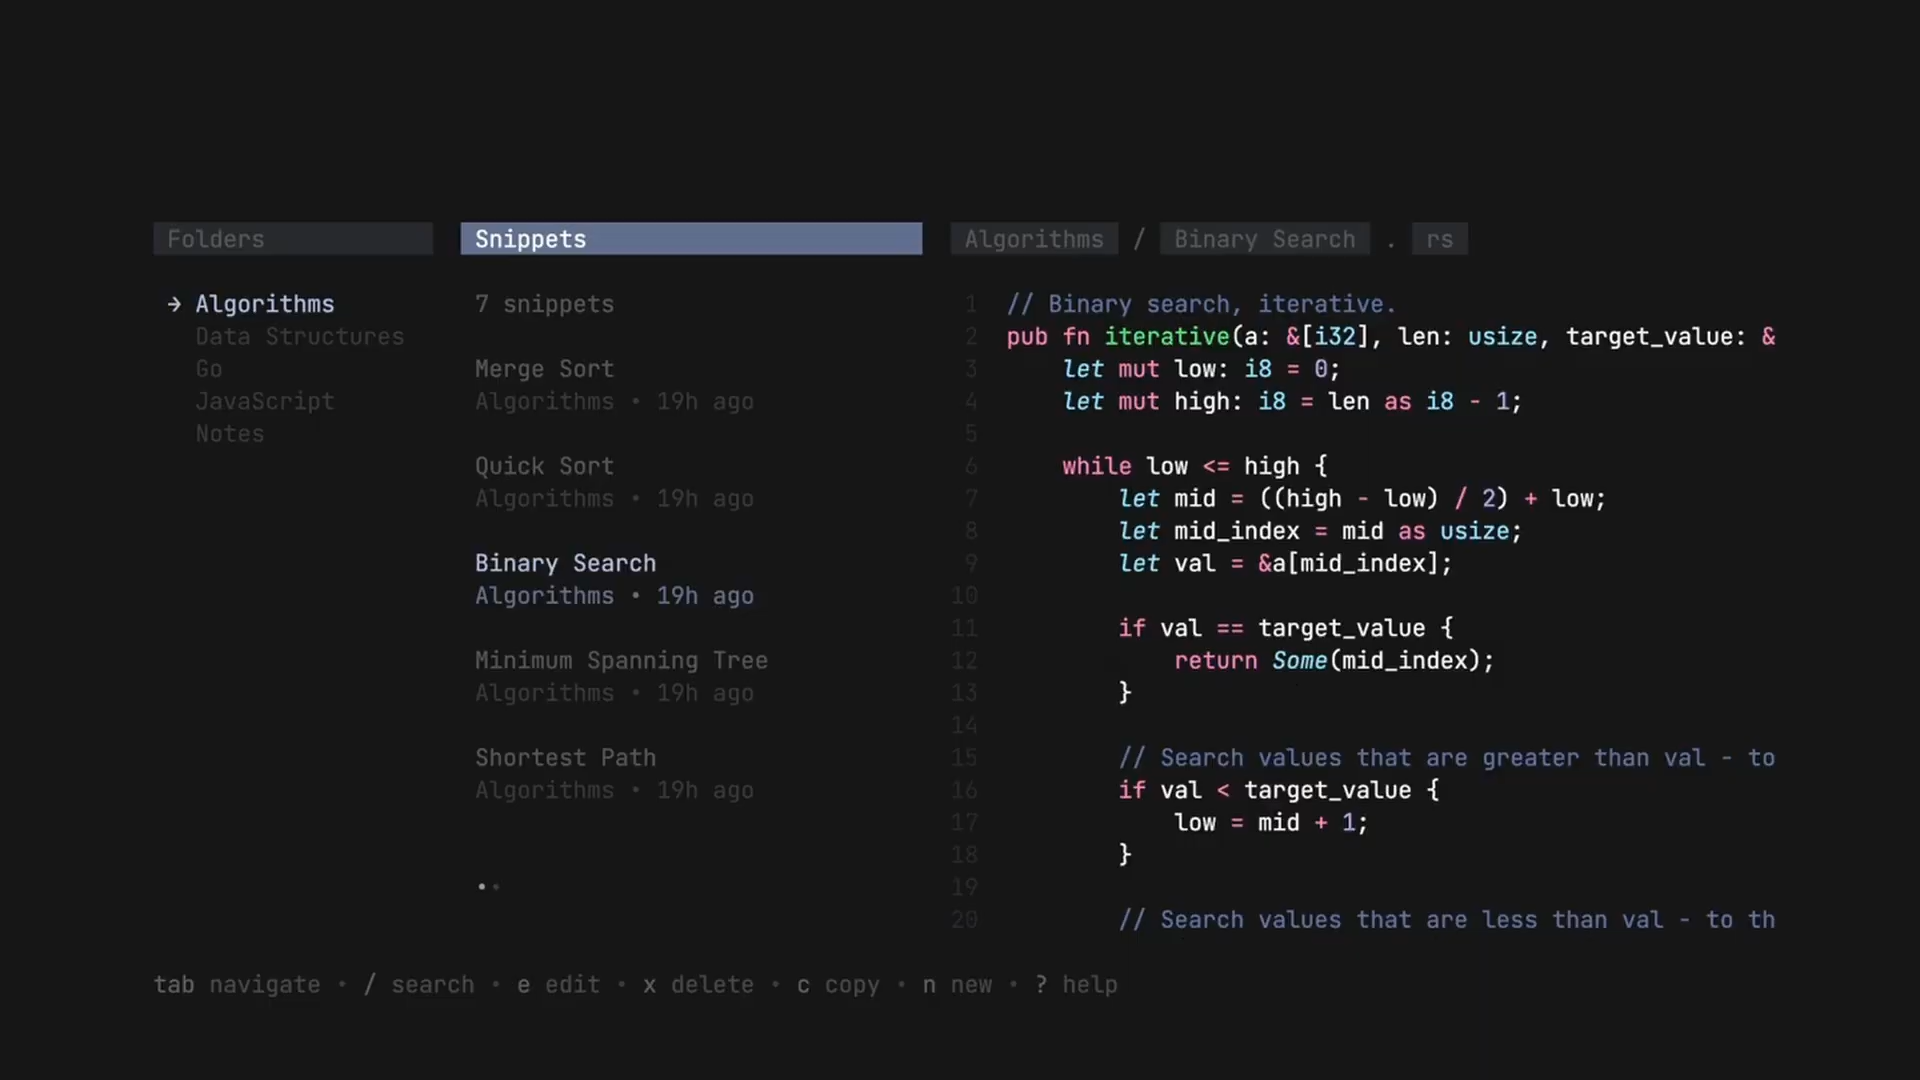 Folders
→ Algorithms
Data Structures
Go
JavaScript
Notes
Snippets
7 snippets
Merge Sort
Algorithms • 19h ago
Quick Sort
Algorithms • 19h ago
Binary Search
Algorithms • 19h ago
Minimum Spanning Tree
Algorithms • 19h ago
Shortest Path
Algorithms • 19h ago
••
Algorithms / Binary Search . rs
1 // Binary search, iterative.
2 pub fn iterative(a: &[i32], len: usize, target_value: &
3     let mut low: i8 = 0;
4     let mut high: i8 = len as i8 - 1;
5
6     while low <= high {
7         let mid = ((high - low) / 2) + low;
8         let mid_index = mid as usize;
9         let val = &a[mid_index];
10
11         if val == target_value {
12             return Some(mid_index);
13         }
14
15         // Search values that are greater than val - to
16         if val < target_value {
17             low = mid + 1;
18         }
19
20         // Search values that are less than val - to th
tab navigate • / search • e edit • x delete • c copy • n new • ? help